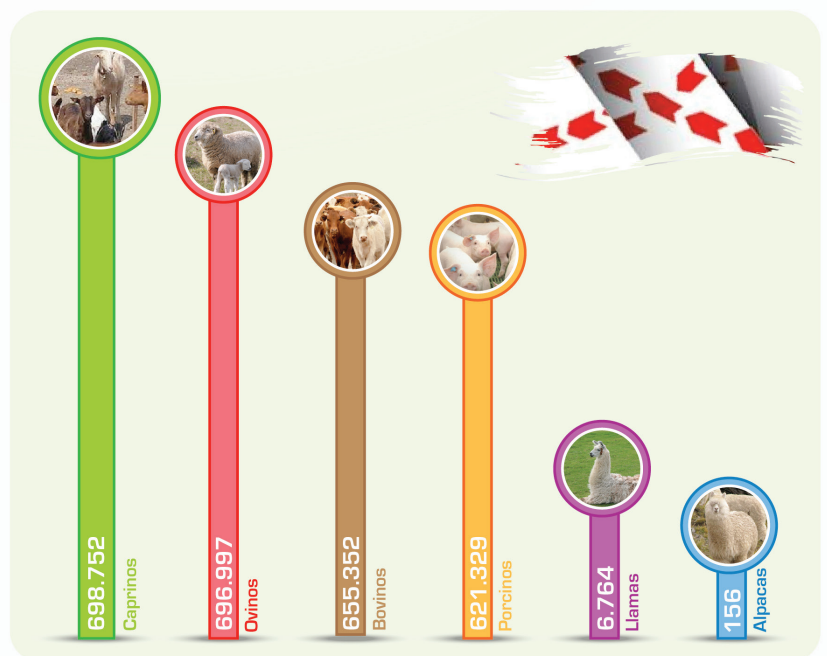 698.752
Caprinos
696.997
Ovinos
655.352
Bovinos
621.329
Porcinos
6.764
Llamas
156
Alpacas